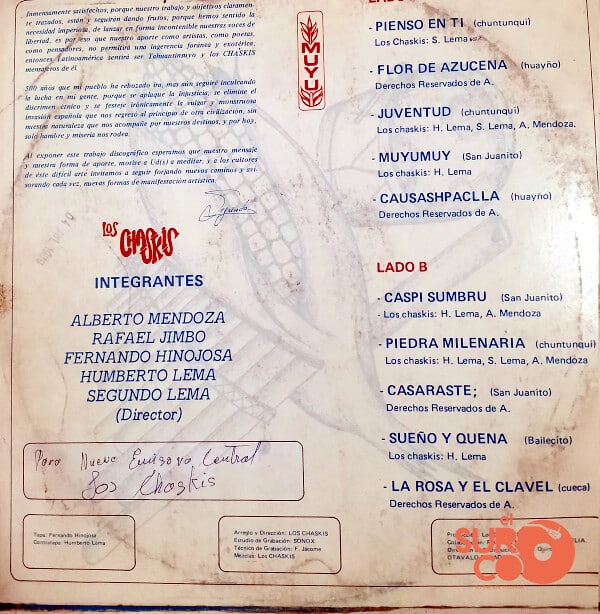 Inmensamente satisfechos, porque nuestro trabajo y objetivos claramen-
te trazados, están y seguirán dando frutos, porque hemos sentido la
necesidad imperiosa, de lanzar en forma incontenible nuestras voces de
libertad, es por eso que nuestro aporte como artistas, como poetas,
como pensadores, no permitirá una ingerencia foránea y exotérica,
entonces Latinoamérica sentirá ser Tahuantinsuyo y los CHASKIS
mensajeros de él.
500 años que mi pueblo ha rebozado ira, mas aún seguiré inculcando
la lucha en mi gente, porque se aplaque la injusticia, se elimine el
discrimen étnico y se festeje irónicamente la vulgar y monstruosa
invasión española que nos regresó al principio de otra civilización, sin
nuestra naturaleza que nos acompañe por nuestros destinos, y por hoy,
solo hambre y miseria nos rodea.
Al exponer este trabajo discográfico esperamos que nuestro mensaje
y nuestra forma de aporte, motive a Ud(s) a meditar, y a los cultores
de éste difícil arte invitamos a seguir forjando nuevos caminos y avi-
sorando cada vez, nuevas formas de manifestación artística.
Segundo
LOS CHASKIS
INTEGRANTES
ALBERTO MENDOZA
RAFAEL JIMBO
FERNANDO HINOJOSA
HUMBERTO LEMA
SEGUNDO LEMA
(Director)
Para Nueva Emisora Central
Los Chaskis
Tapa: Fernando Hinojosa
Contratapa: Humberto Lema
Arreglo y Dirección: LOS CHASKIS
Estudio de Grabación: SONOX
Técnico de Grabación: F. Jácome
Mezclas: Los CHASKIS
MUYU
LADO
- PIENSO EN TI (chuntunqui)
Los Chaskis: S. Lema
- FLOR DE AZUCENA (huayño)
Derechos Reservados de A.
- JUVENTUD (chuntunqui)
Los chaskis: H. Lema, S. Lema, A. Mendoza.
- MUYUMUY (San Juanito)
Los Chaskis: H. Lema
- CAUSASHPACLLA (huayño)
Derechos Reservados de A.
LADO B
- CASPI SUMBRU (San Juanito)
- Los chaskis: H. Lema, A. Mendoza
- PIEDRA MILENARIA (chuntunqui)
Los chaskis: H. Lema, S. Lema, A. Mendoza
- CASARASTE; (San Juanito)
Derechos Reservados de A.
- SUEÑO Y QUENA (Bailecito)
Los chaskis: H. Lema
- LA ROSA Y EL CLAVEL (cueca)
Derechos Reservados de A.
el SURCO